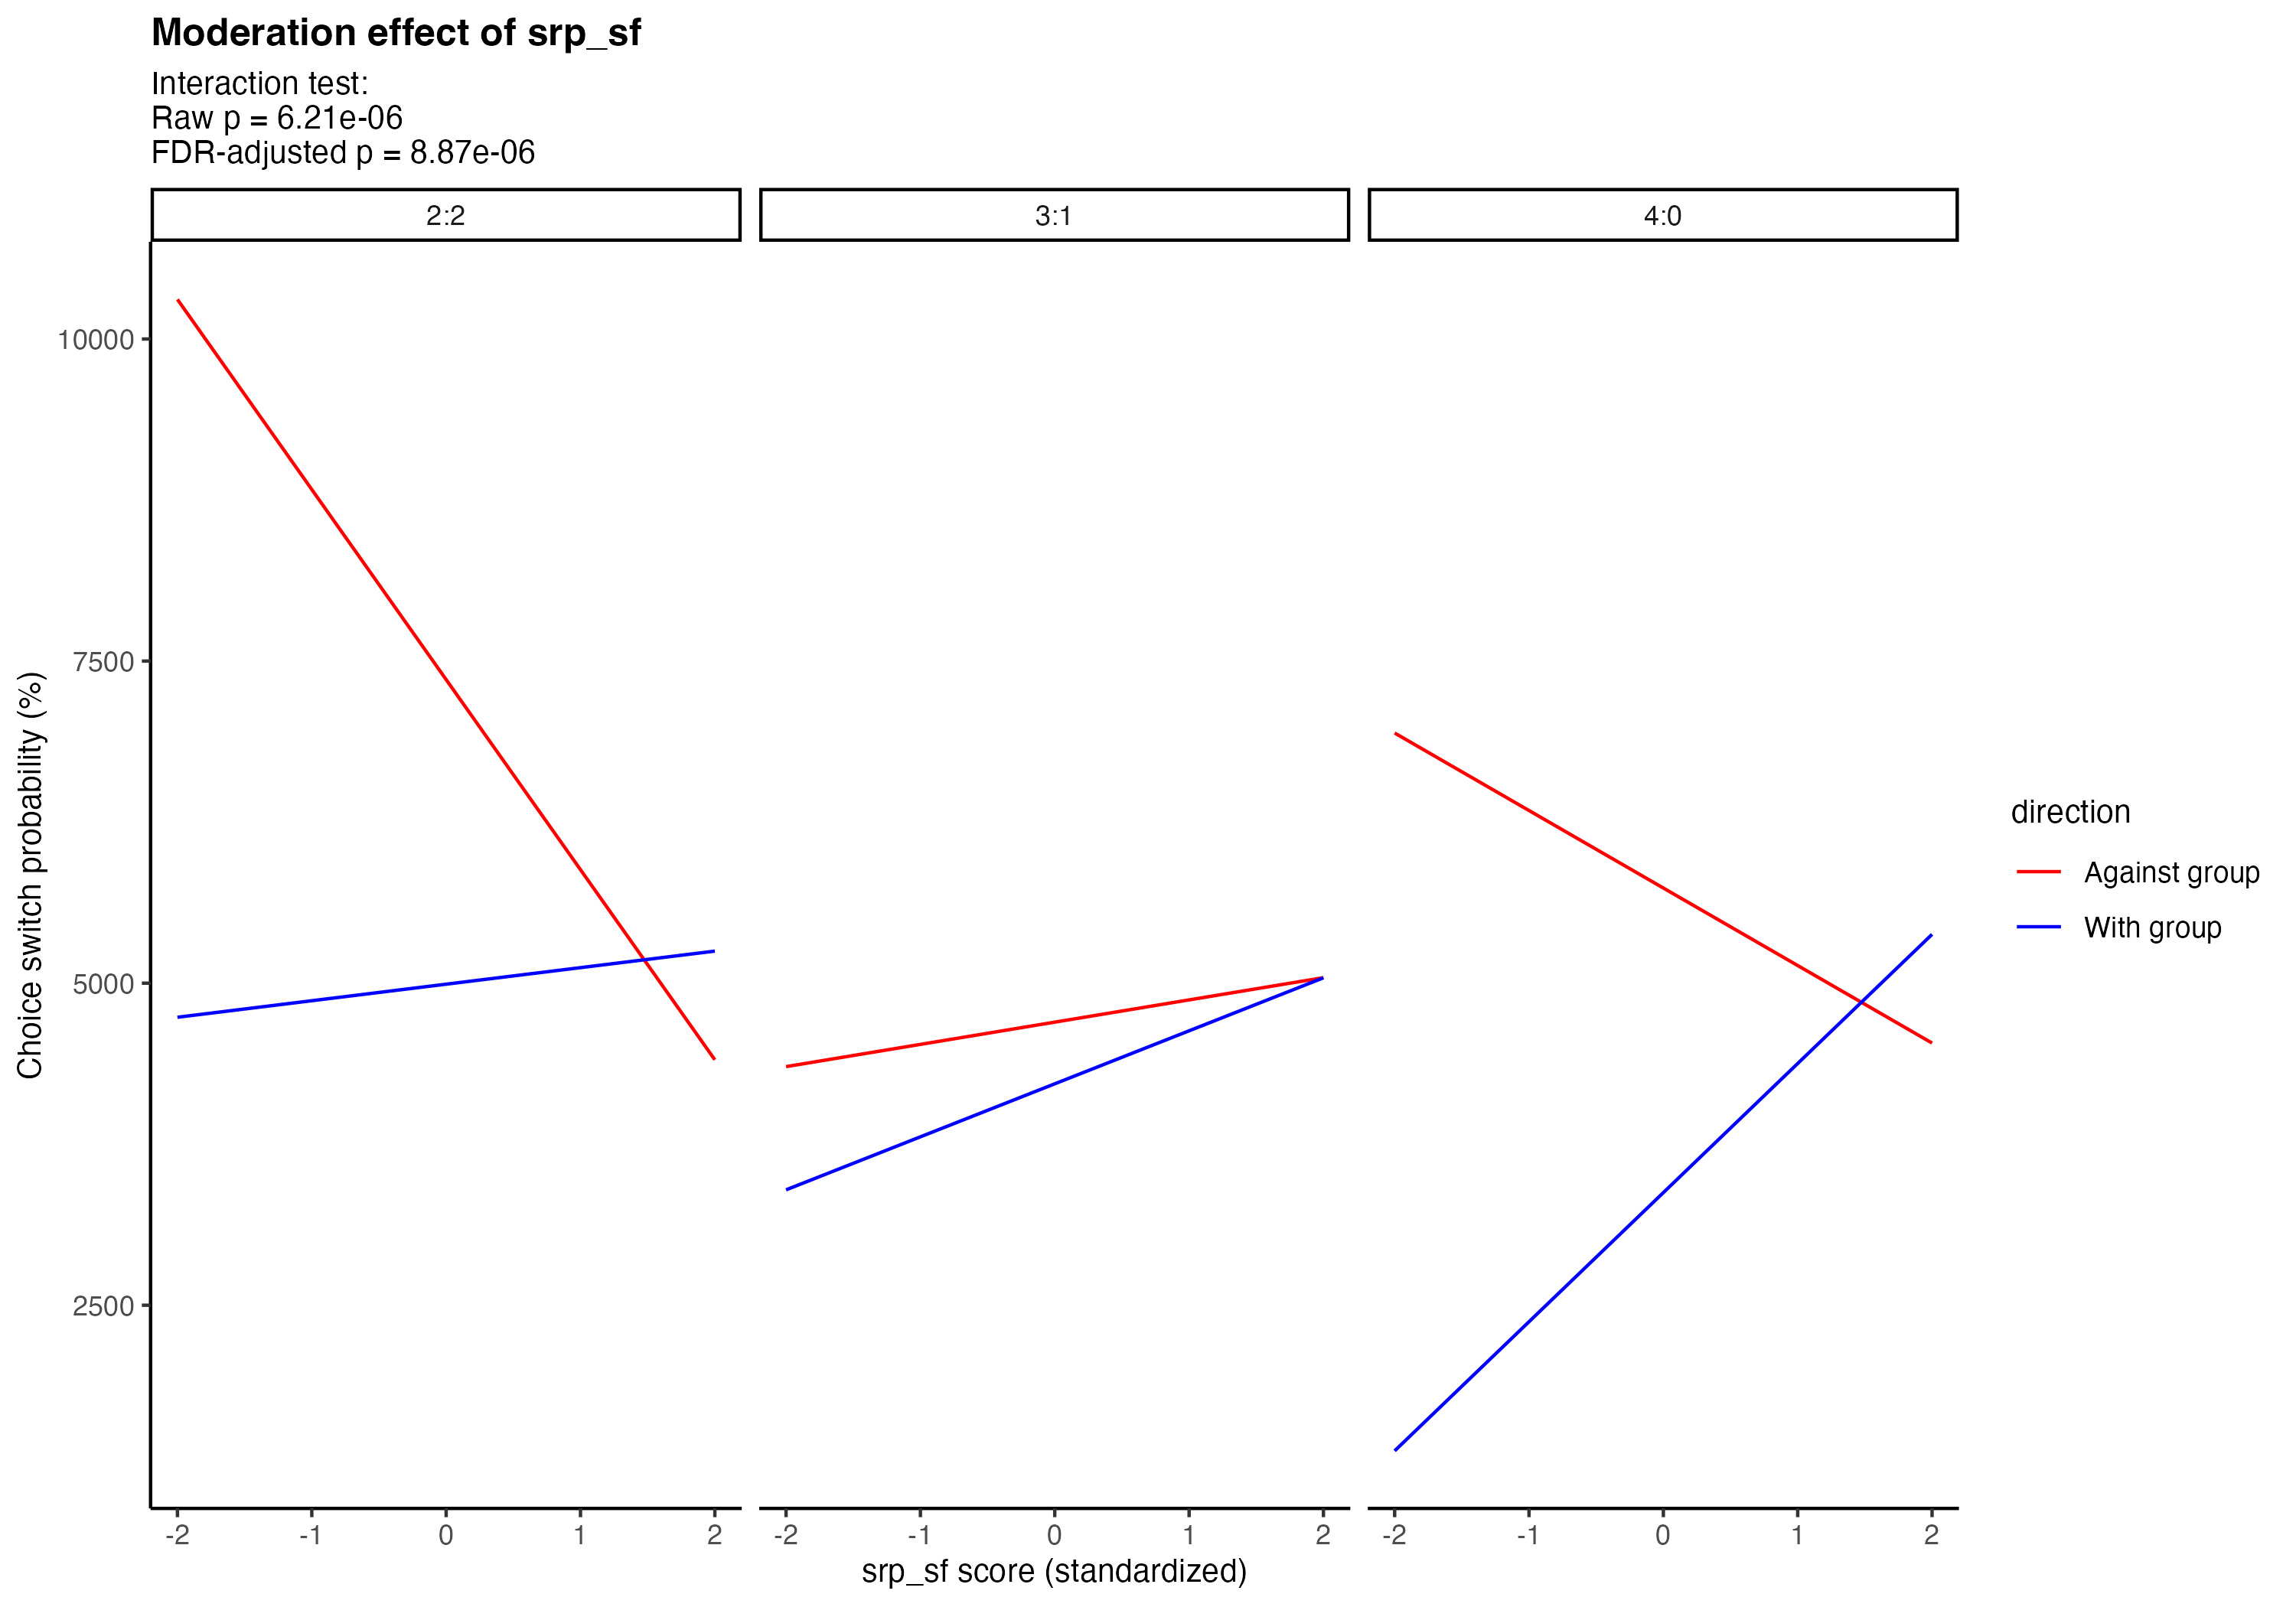 Moderation effect of srp_sf
Interaction test:
Raw p = 6.21e-06
FDR-adjusted p = 8.87e-06
2:2
3:1
4:0
Choice switch probability (%)
10000
7500
5000
2500
-2 -1 0 1 2
-2 -1 0 1 2
-2 -1 0 1 2
srp_sf score (standardized)
direction
Against group
With group